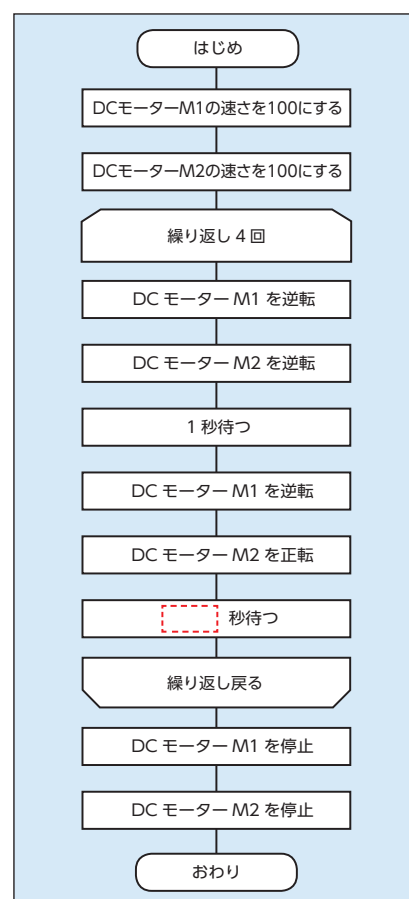 はじめ
DCモーターM1の速さを100にする
DCモーターM2の速さを100にする
繰り返し 4 回
DC モーター M1 を逆転
DC モーター M2 を逆転
1 秒待つ
DC モーター M1 を逆転
DC モーター M2 を正転
秒待つ
繰り返し戻る
DC モーター M1 を停止
DC モーター M2 を停止
おわり